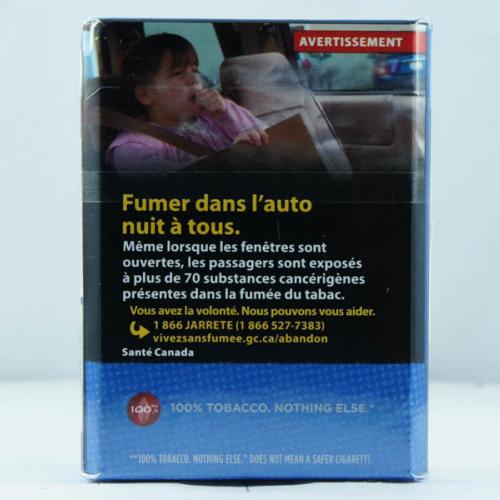 AVERTISSEMENT
Fumer dans l'auto
nuit à tous.
Même lorsque les fenêtres sont
ouvertes, les passagers sont exposés
à plus de 70 substances cancérigènes
présentes dans la fumée du tabac.
Vous avez la volonté. Nous pouvons vous aider.
1 866 JARRETE (1 866 527-7383)
vivezsansfumee.gc.ca/abandon
Santé Canada
100% 100% TOBACCO. NOTHING ELSE.*
*"100% TOBACCO. NOTHING ELSE." DOES NOT MEAN A SAFER CIGARETTE.